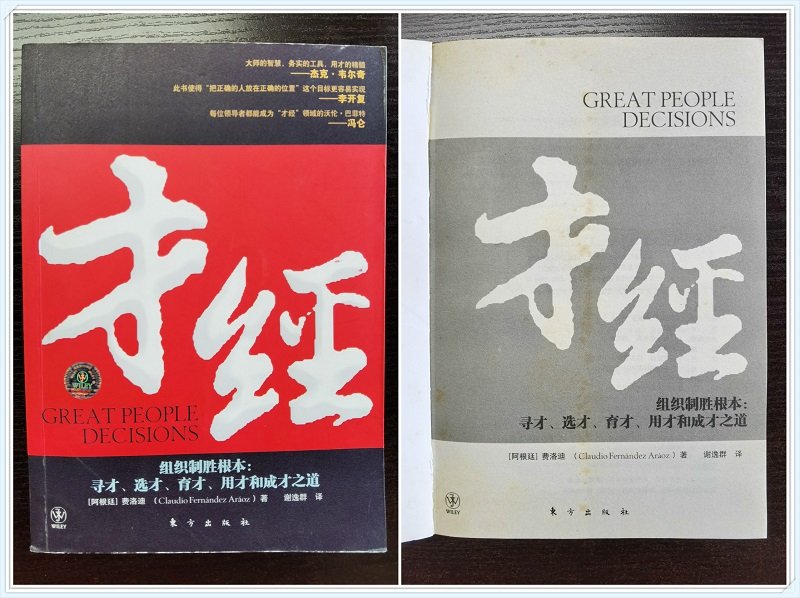 大师的智慧，务实的工具，用才的精髓
——杰克·韦尔奇
此书使得“把正确的人放在正确的位置”这个目标更容易实现
——李开复
每位领导者都能成为“才经”领域的沃伦·巴菲特
——冯仑
才經
WILEY
GREAT PEOPLE
DECISIONS
组织制胜根本：
寻才、选才、育才、用才和成才之道
[阿根廷] 费洛迪 （Claudio Fernández Aráoz）著 谢逸群 译
WILEY
东方出版社
GREAT PEOPLE
DECISIONS
才經
组织制胜根本：
寻才、选才、育才、用才和成才之道
[阿根廷] 费洛迪 （Claudio Fernández Aráoz）著 谢逸群 译
WILEY
东方出版社